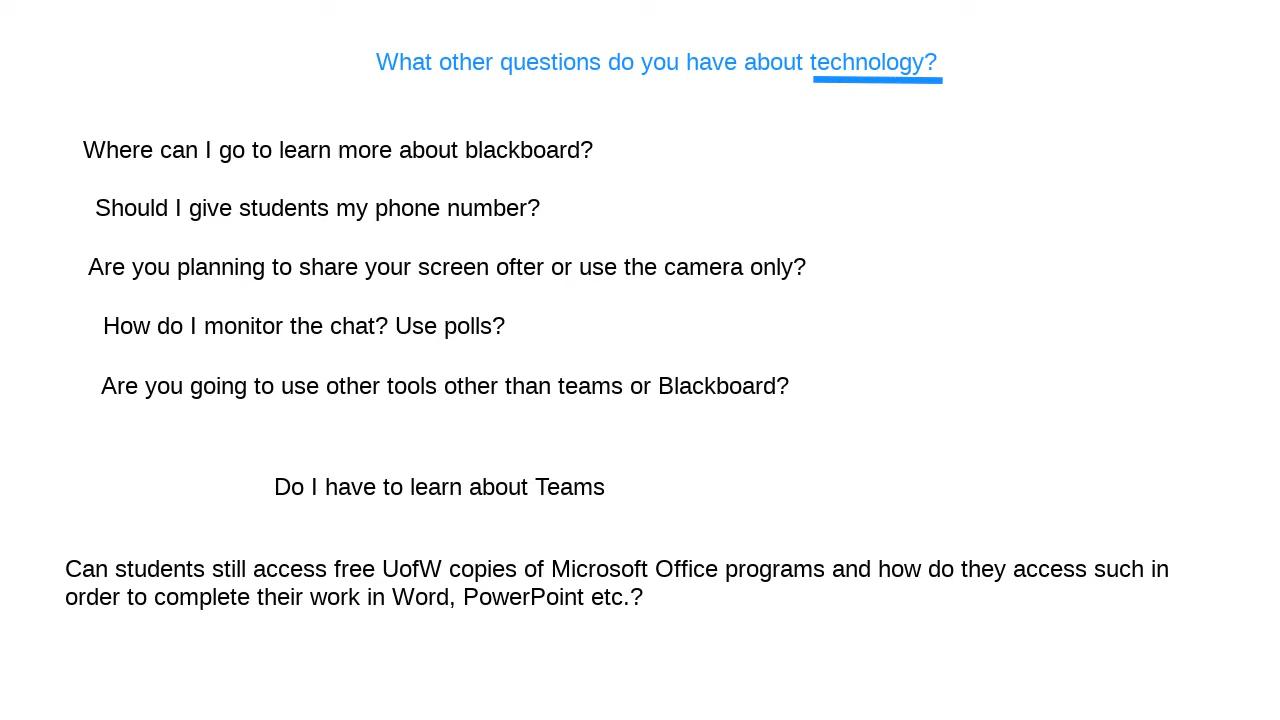 What other questions do you have about technology?
Where can I go to learn more about blackboard?
Should I give students my phone number?
Are you planning to share your screen ofter or use the camera only?
How do I monitor the chat? Use polls?
Are you going to use other tools other than teams or Blackboard?
Do I have to learn about Teams
Can students still access free UofW copies of Microsoft Office programs and how do they access such in
order to complete their work in Word, PowerPoint etc.?